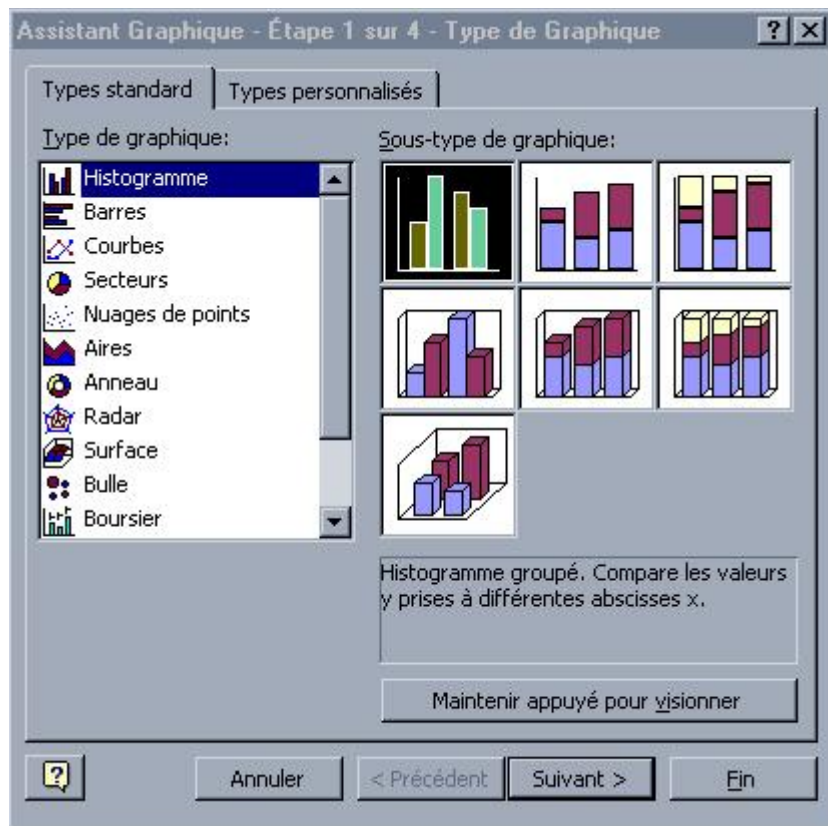 Assistant Graphique - Étape 1 sur 4 - Type de Graphique
Types standard
Types personnalisés
Type de graphique:
Histogramme
Barres
Courbes
Secteurs
Nuages de points
Aires
Anneau
Radar
Surface
Bulle
Boursier
Sous-type de graphique:
Histogramme groupé. Compare les valeurs
y prises à différentes abscisses x.
Maintenir appuyé pour visionner
Annuler
< Précédent
Suivant >
Fin